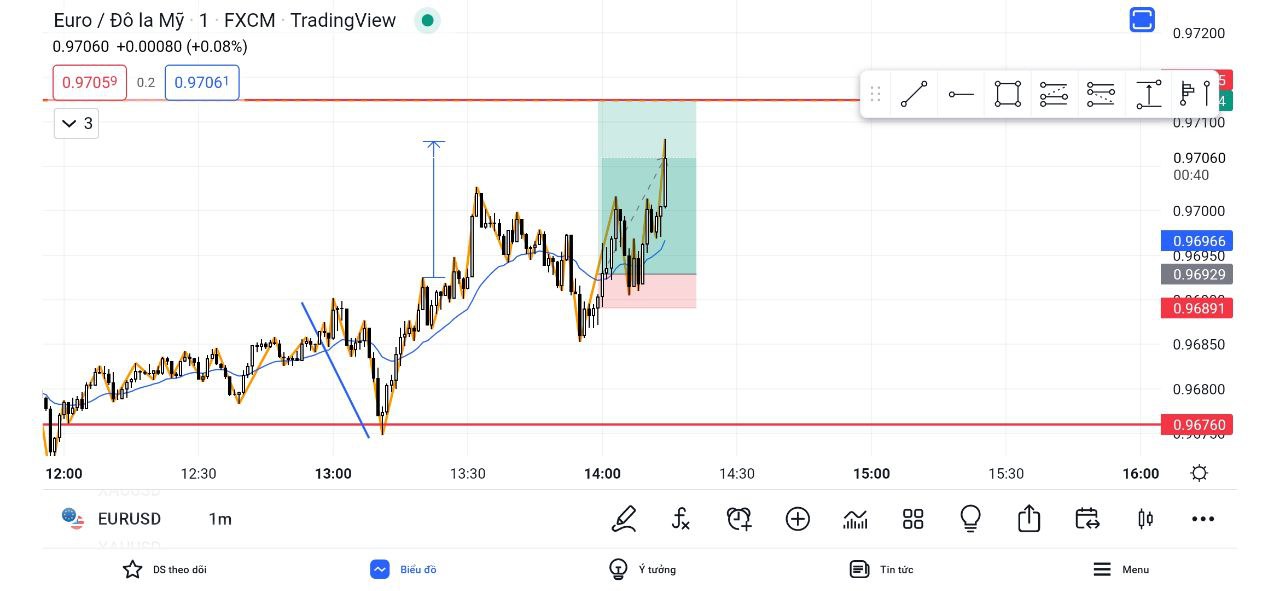 Euro / Đô la Mỹ · 1 · FXCM · TradingView
0.97060 +0.00080 (+0.08%)
0.97059 0.2 0.97061
3
0.97200
5
4
0.97100
0.97060
00:40
0.97000
0.96966
0.96950
0.96929
0.96891
0.96850
0.96800
0.96760
12:00 12:30 13:00 13:30 14:00 14:30 15:00 15:30 16:00
XAUUSD
EURUSD 1m
XAUUSD
DS theo dõi Biểu đồ Ý tưởng Tin tức Menu